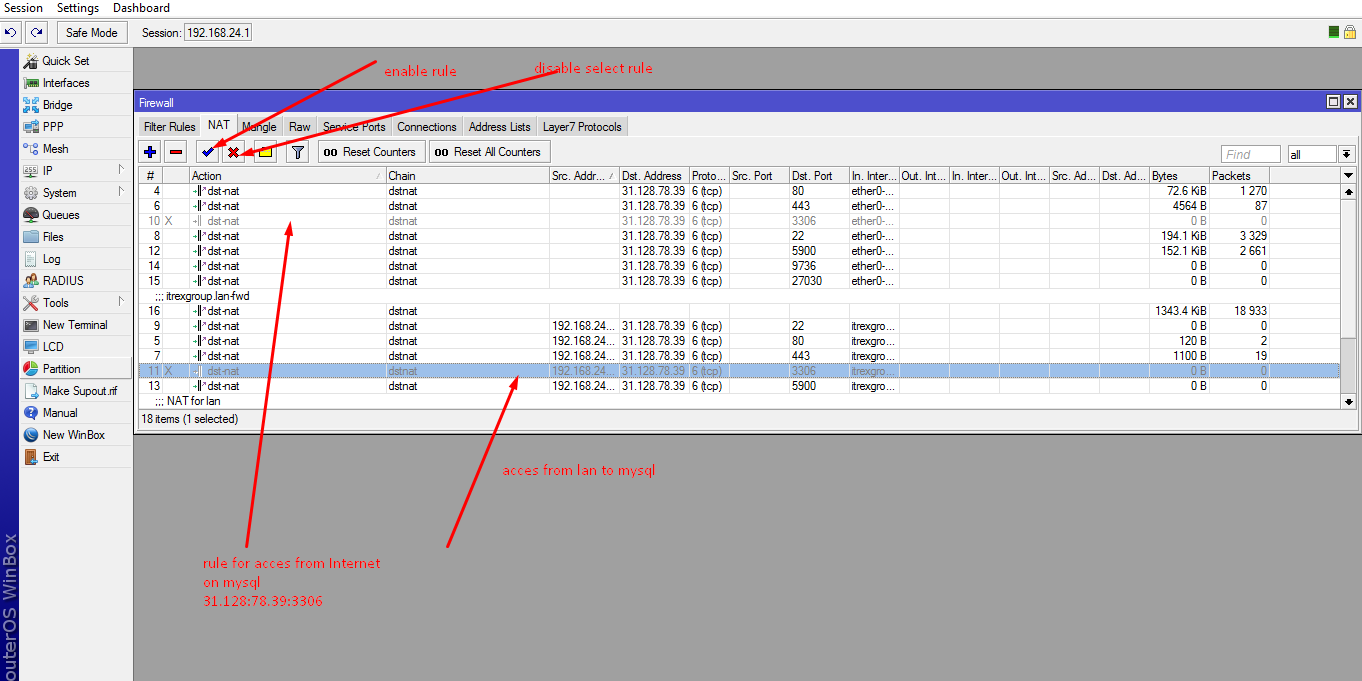 Session Settings Dashboard
Safe Mode Session: 192.168.24.1
enable rule
disable select rule
Quick Set
Interfaces
Bridge
PPP
Mesh
IP
System
Queues
Files
Log
RADIUS
Tools
New Terminal
LCD
Partition
Make Supout.rif
Manual
New WinBox
Exit
outerOS WinBox
Firewall
Filter Rules NAT Mangle Raw Service Ports Connections Address Lists Layer7 Protocols
00 Reset Counters 00 Reset All Counters Find all
# Action Chain Src. Addr... Dst. Address Proto... Src. Port Dst. Port In. Inter... Out. Int... In. Inter... Out. Int... Src. Ad... Dst. Ad... Bytes Packets
4 dst-nat dstnat 31.128.78.39 6 (tcp) 80 ether0-... 72.6 KiB 1 270
6 dst-nat dstnat 31.128.78.39 6 (tcp) 443 ether0-... 4564 B 87
10 X dst-nat dstnat 31.128.78.39 6 (tcp) 3306 ether0-... 0 B 0
8 dst-nat dstnat 31.128.78.39 6 (tcp) 22 ether0-... 194.1 KiB 3 329
12 dst-nat dstnat 31.128.78.39 6 (tcp) 5900 ether0-... 152.1 KiB 2 661
14 dst-nat dstnat 31.128.78.39 6 (tcp) 9736 ether0-... 0 B 0
15 dst-nat dstnat 31.128.78.39 6 (tcp) 27030 ether0-... 0 B 0
;;; itrexgroup.lan-fwd
16 dst-nat dstnat 1343.4 KiB 18 933
9 dst-nat dstnat 192.168.24... 31.128.78.39 6 (tcp) 22 itrexgro... 0 B 0
5 dst-nat dstnat 192.168.24... 31.128.78.39 6 (tcp) 80 itrexgro... 120 B 2
7 dst-nat dstnat 192.168.24... 31.128.78.39 6 (tcp) 443 itrexgro... 1100 B 19
11 X dst-nat dstnat 192.168.24... 31.128.78.39 6 (tcp) 3306 itrexgro... 0 B 0
13 dst-nat dstnat 192.168.24... 31.128.78.39 6 (tcp) 5900 itrexgro... 0 B 0
;;; NAT for lan
18 items (1 selected)
acces from lan to mysql
rule for acces from Internet
on mysql
31.128:78.39:3306